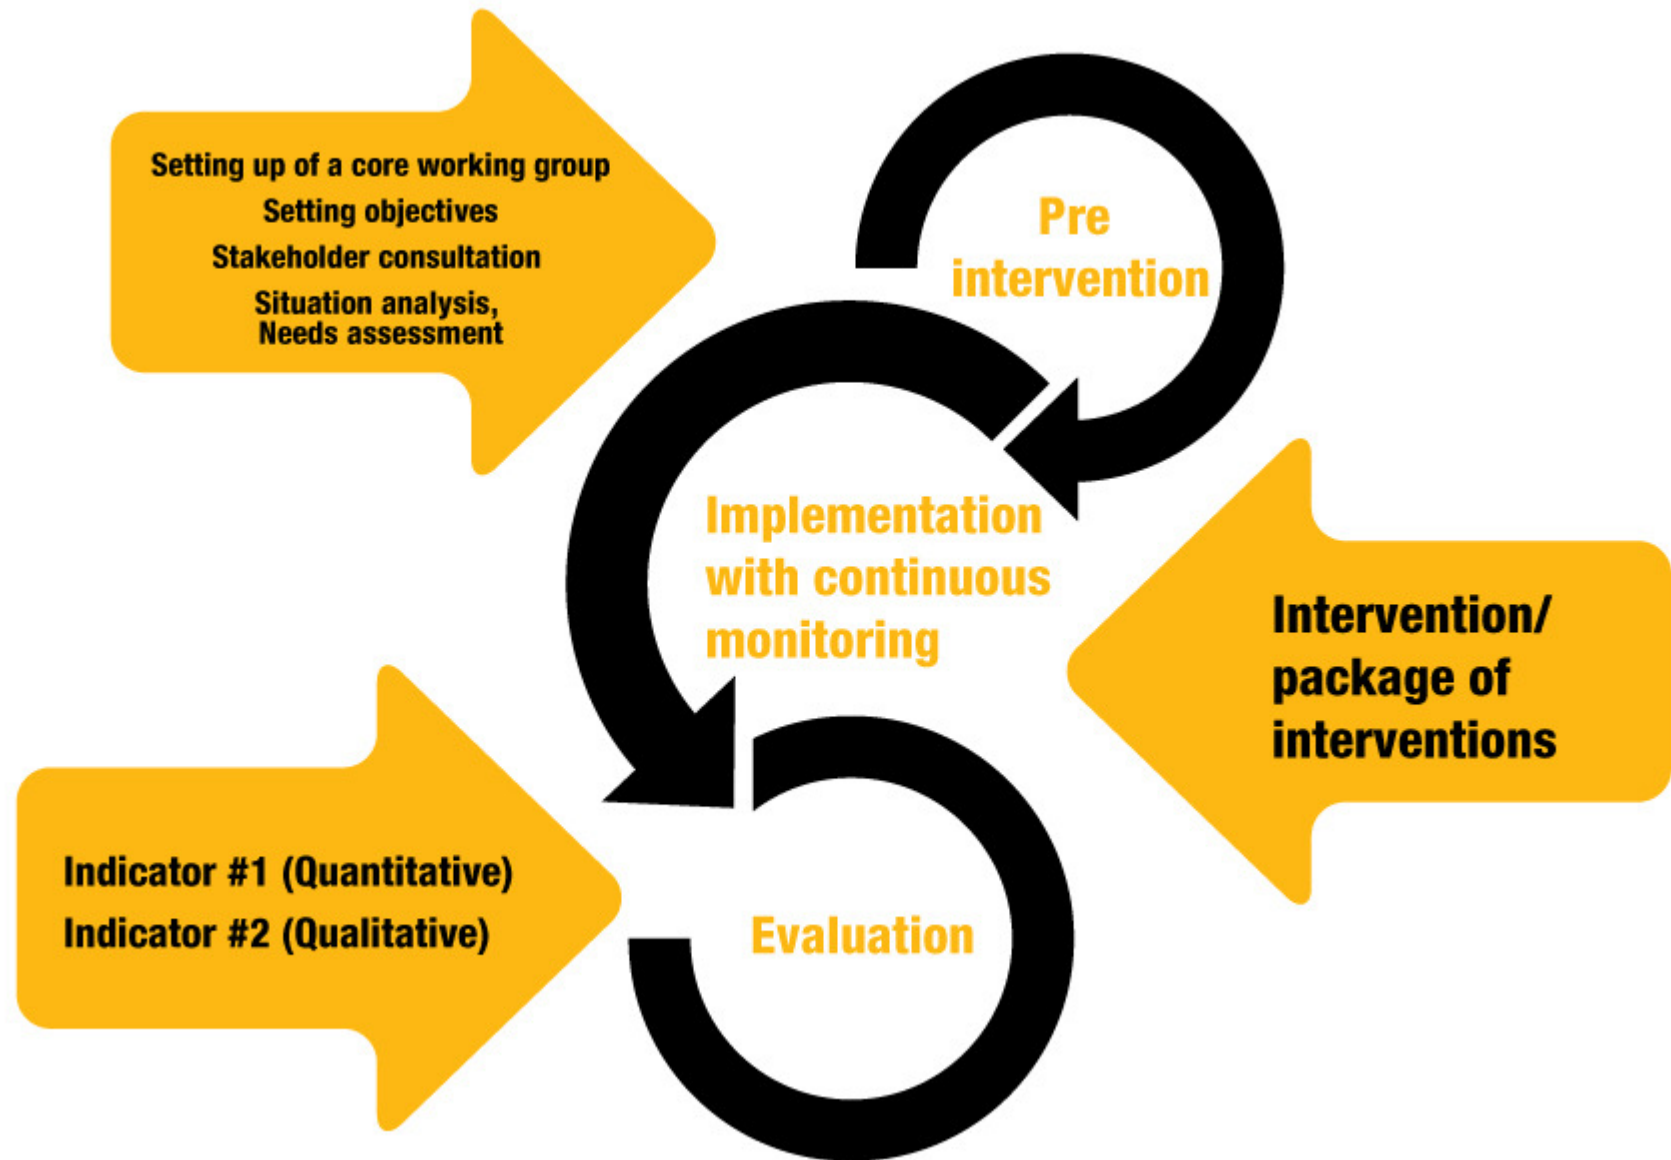 Setting up of a core working group
Setting objectives
Stakeholder consultation
Situation analysis,
Needs assessment
Pre
intervention
Implementation
with continuous
monitoring
Intervention/
package of
interventions
Indicator #1 (Quantitative)
Indicator #2 (Qualitative)
Evaluation